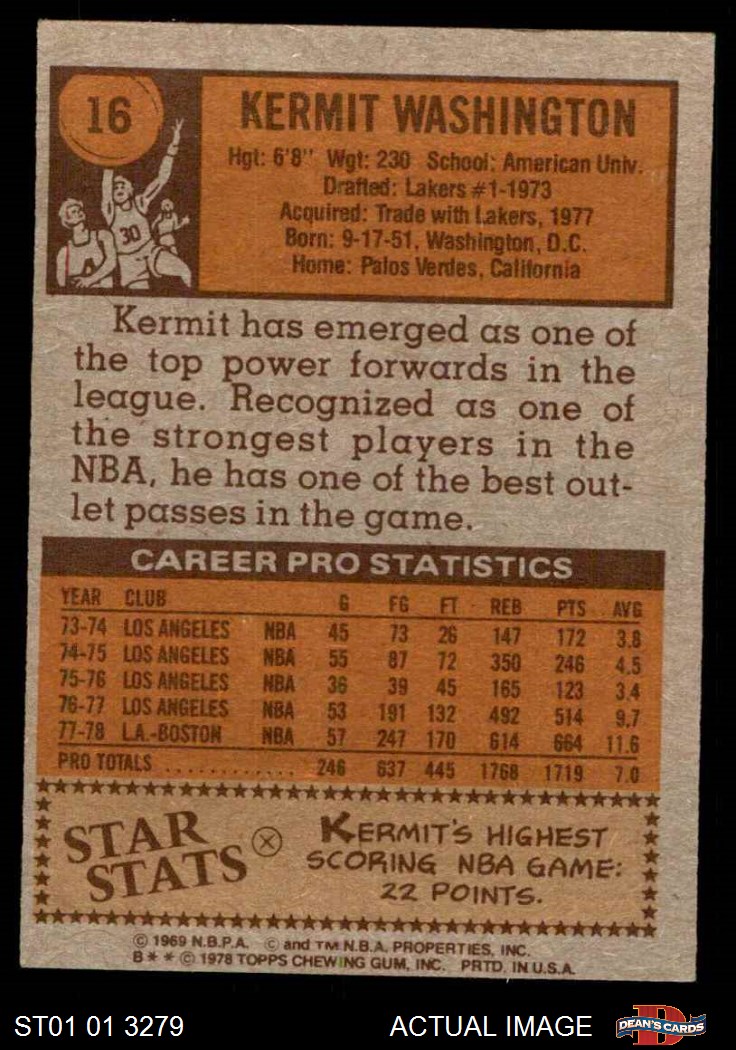 16
KERMIT WASHINGTON
Hgt: 6'8" Wgt: 230 School: American Univ.
Drafted: Lakers #1-1973
Acquired: Trade with Lakers, 1977
Born: 9-17-51, Washington, D.C.
Home: Palos Verdes, California
30
Kermit has emerged as one of
the top power forwards in the
league. Recognized as one of
the strongest players in the
NBA, he has one of the best out-
let passes in the game.
CAREER PRO STATISTICS
YEAR CLUB G FG FT REB PTS AVG
73-74 LOS ANGELES NBA 45 73 26 147 172 3.8
74-75 LOS ANGELES NBA 55 87 72 350 246 4.5
75-76 LOS ANGELES NBA 36 39 45 165 123 3.4
76-77 LOS ANGELES NBA 53 191 132 492 514 9.7
77-78 L.A.-BOSTON NBA 57 247 170 614 664 11.6
PRO TOTALS ............ 246 637 445 1768 1719 7.0
STAR
STATS
KERMIT'S HIGHEST
SCORING NBA GAME:
22 POINTS.
© 1969 N.B.P.A. © and TM N.B.A. PROPERTIES, INC.
B * * © 1978 TOPPS CHEWING GUM, INC. PRTD. IN U.S.A.
ST01 01 3279 ACTUAL IMAGE DEAN'S CARDS